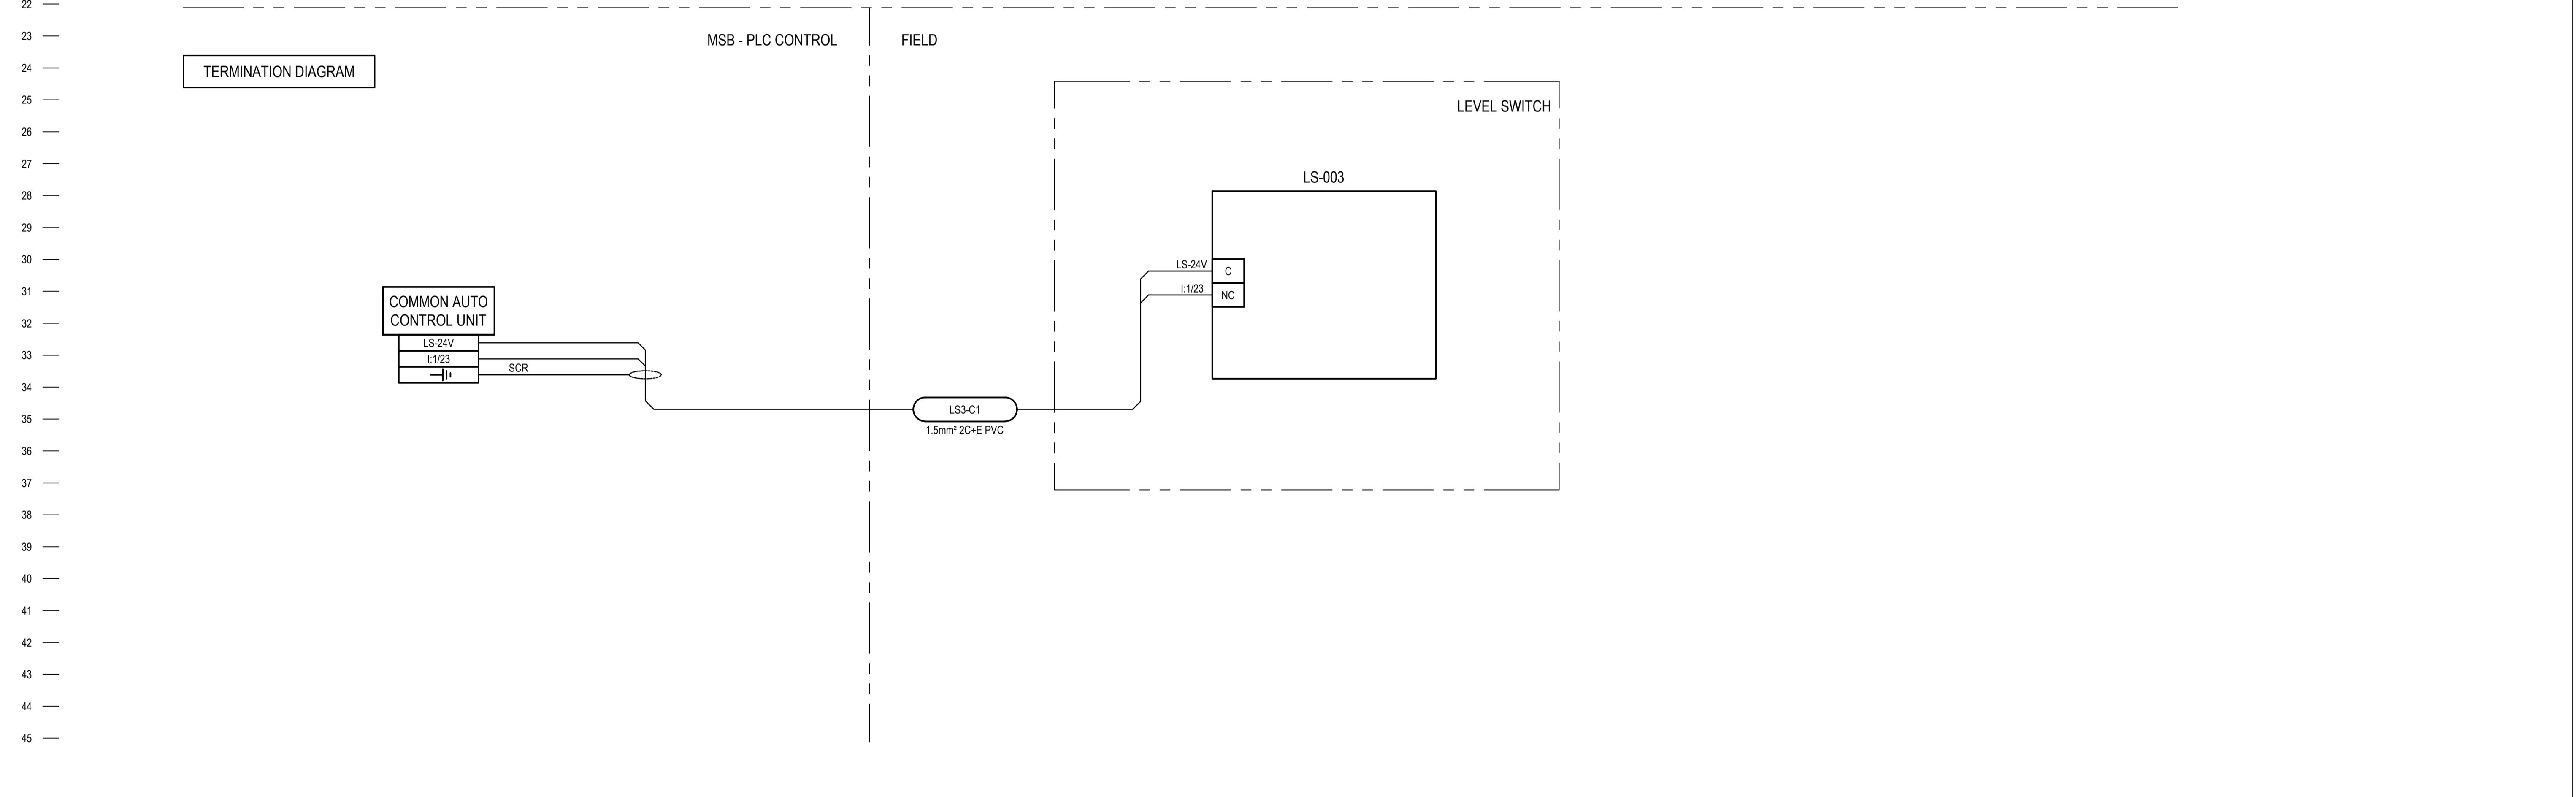 22
23
MSB - PLC CONTROL
FIELD
24
TERMINATION DIAGRAM
25
LEVEL SWITCH
26
27
LS-003
28
29
30
LS-24V
C
31
I:1/23
NC
COMMON AUTO
CONTROL UNIT
32
LS-24V
33
I:1/23
SCR
34
35
LS3-C1
1.5mm² 2C+E PVC
36
37
38
39
40
41
42
43
44
45